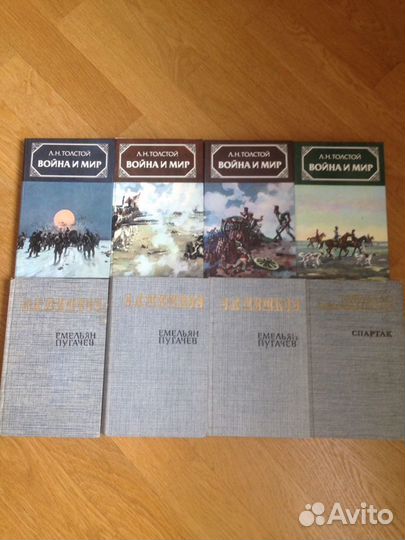 Л.Н.ТОЛСТОЙ
ВОЙНА И МИР
Л.Н.ТОЛСТОЙ
ВОЙНА И МИР
Л.Н.ТОЛСТОЙ
ВОЙНА И МИР
Л.Н.ТОЛСТОЙ
ВОЙНА И МИР
ЕМЕЛЬЯН
ПУГАЧЕВ
ЕМЕЛЬЯН
ПУГАЧЕВ
ЕМЕЛЬЯН
ПУГАЧЕВ
СПАРТАК
Avito